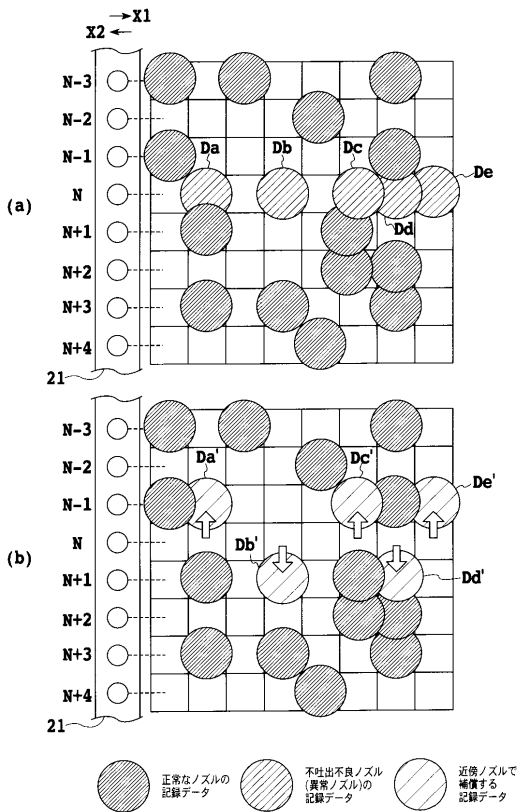 →X1
X2←
N-3
N-2
N-1
Da
Db
Dc
De
N
(a)
Dd
N+1
N+2
N+3
N+4
21
N-3
N-2
Da'
Dc'
De'
N-1
N
(b)
Db'
Dd'
N+1
N+2
N+3
N+4
21
正常なノズルの
記録データ
不吐出不良ノズル
(異常ノズル)の
記録データ
近傍ノズルで
補償する
記録データ